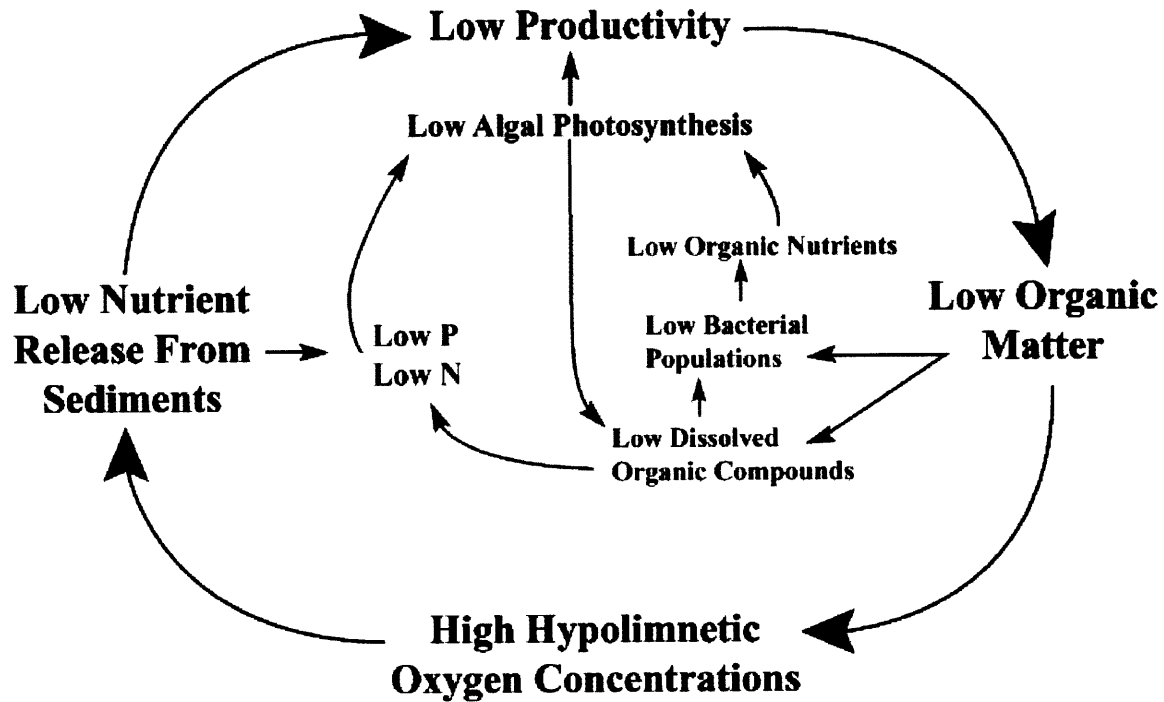 Low Productivity
Low Algal Photosynthesis
Low Organic Nutrients
Low Nutrient
Release From
Sediments
Low P
Low N
Low Bacterial
Populations
Low Organic
Matter
Low Dissolved
Organic Compounds
High Hypolimnetic
Oxygen Concentrations